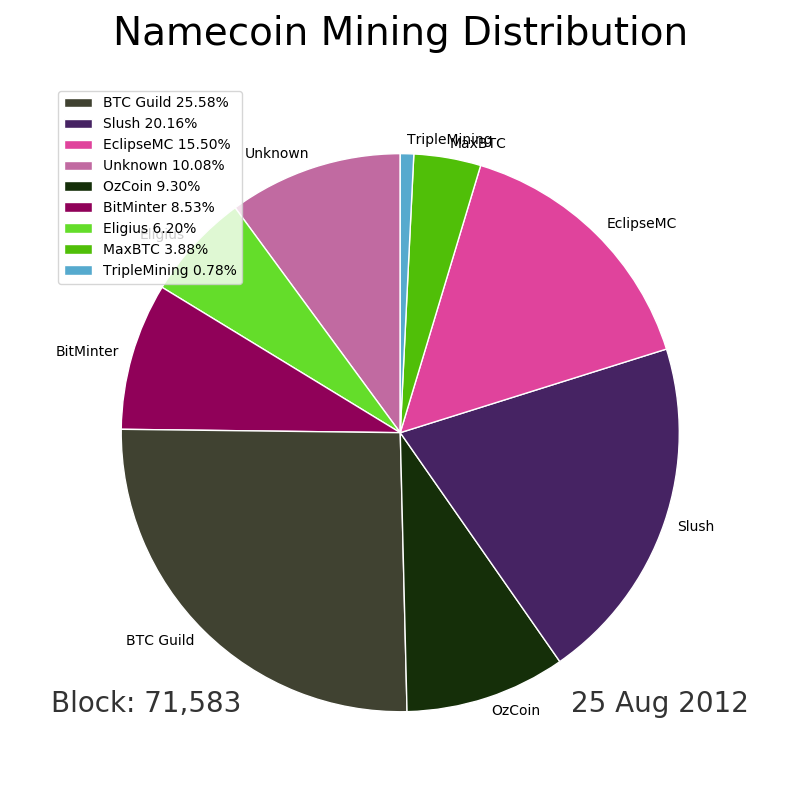 Namecoin Mining Distribution
BTC Guild 25.58%
Slush 20.16%
EclipseMC 15.50%
Unknown 10.08%
OzCoin 9.30%
BitMinter 8.53%
Eligius 6.20%
MaxBTC 3.88%
TripleMining 0.78%
TripleMining
MaxBTC
Unknown
EclipseMC
Eligius
BitMinter
Slush
BTC Guild
OzCoin
Block: 71,583
25 Aug 2012